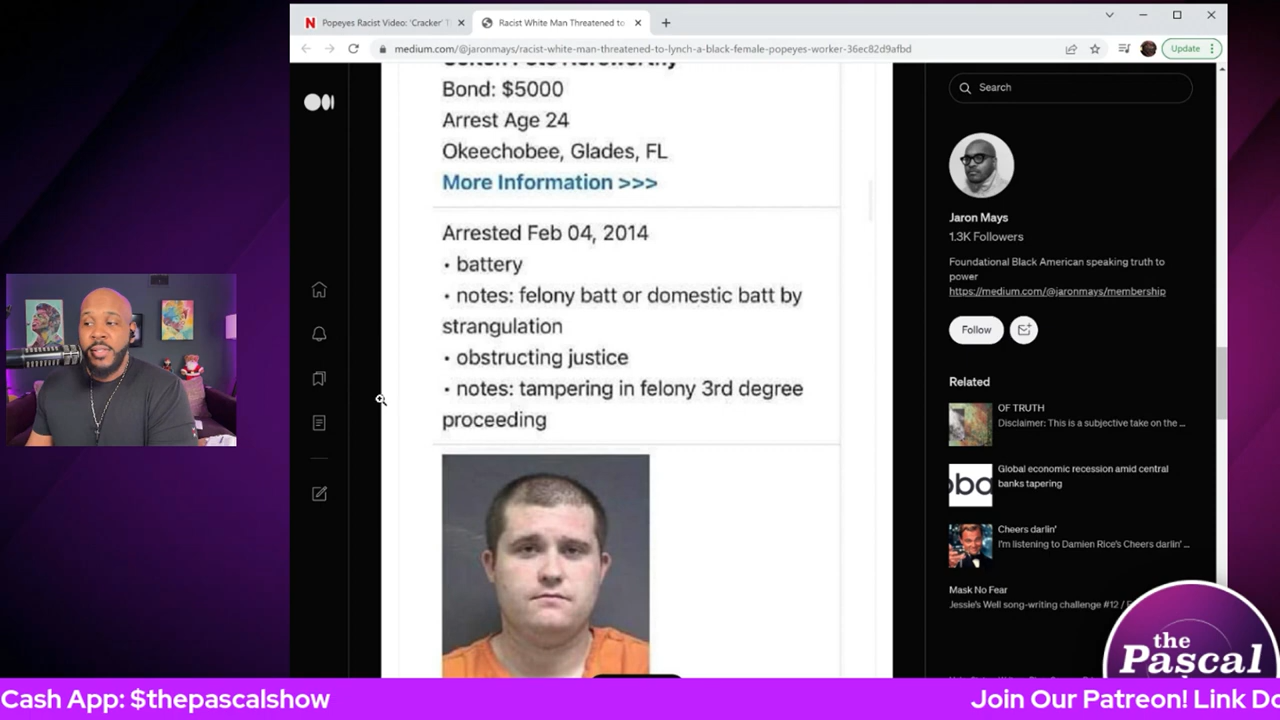 Popeyes Racist Video: 'Cracker' T
Racist White Man Threatened to
medium.com/@jaronmays/racist-white-man-threatened-to-lynch-a-black-female-popeyes-worker-36ec82d9afbd
Update
Bond: $5000
Arrest Age 24
Okeechobee, Glades, FL
More Information >>>
Arrested Feb 04, 2014
• battery
• notes: felony batt or domestic batt by
strangulation
• obstructing justice
• notes: tampering in felony 3rd degree
proceeding
Search
Jaron Mays
1.3K Followers
Foundational Black American speaking truth to
power
https://medium.com/@jaronmays/membership
Follow
Related
OF TRUTH
Disclaimer: This is a subjective take on the ...
oba
Global economic recession amid central
banks tapering
Cheers darlin'
I'm listening to Damien Rice's Cheers darlin' ...
Mask No Fear
Jessie's Well song-writing challenge #12 /
the
Pascal
Cash App: $thepascalshow
Join Our Patreon! Link Do